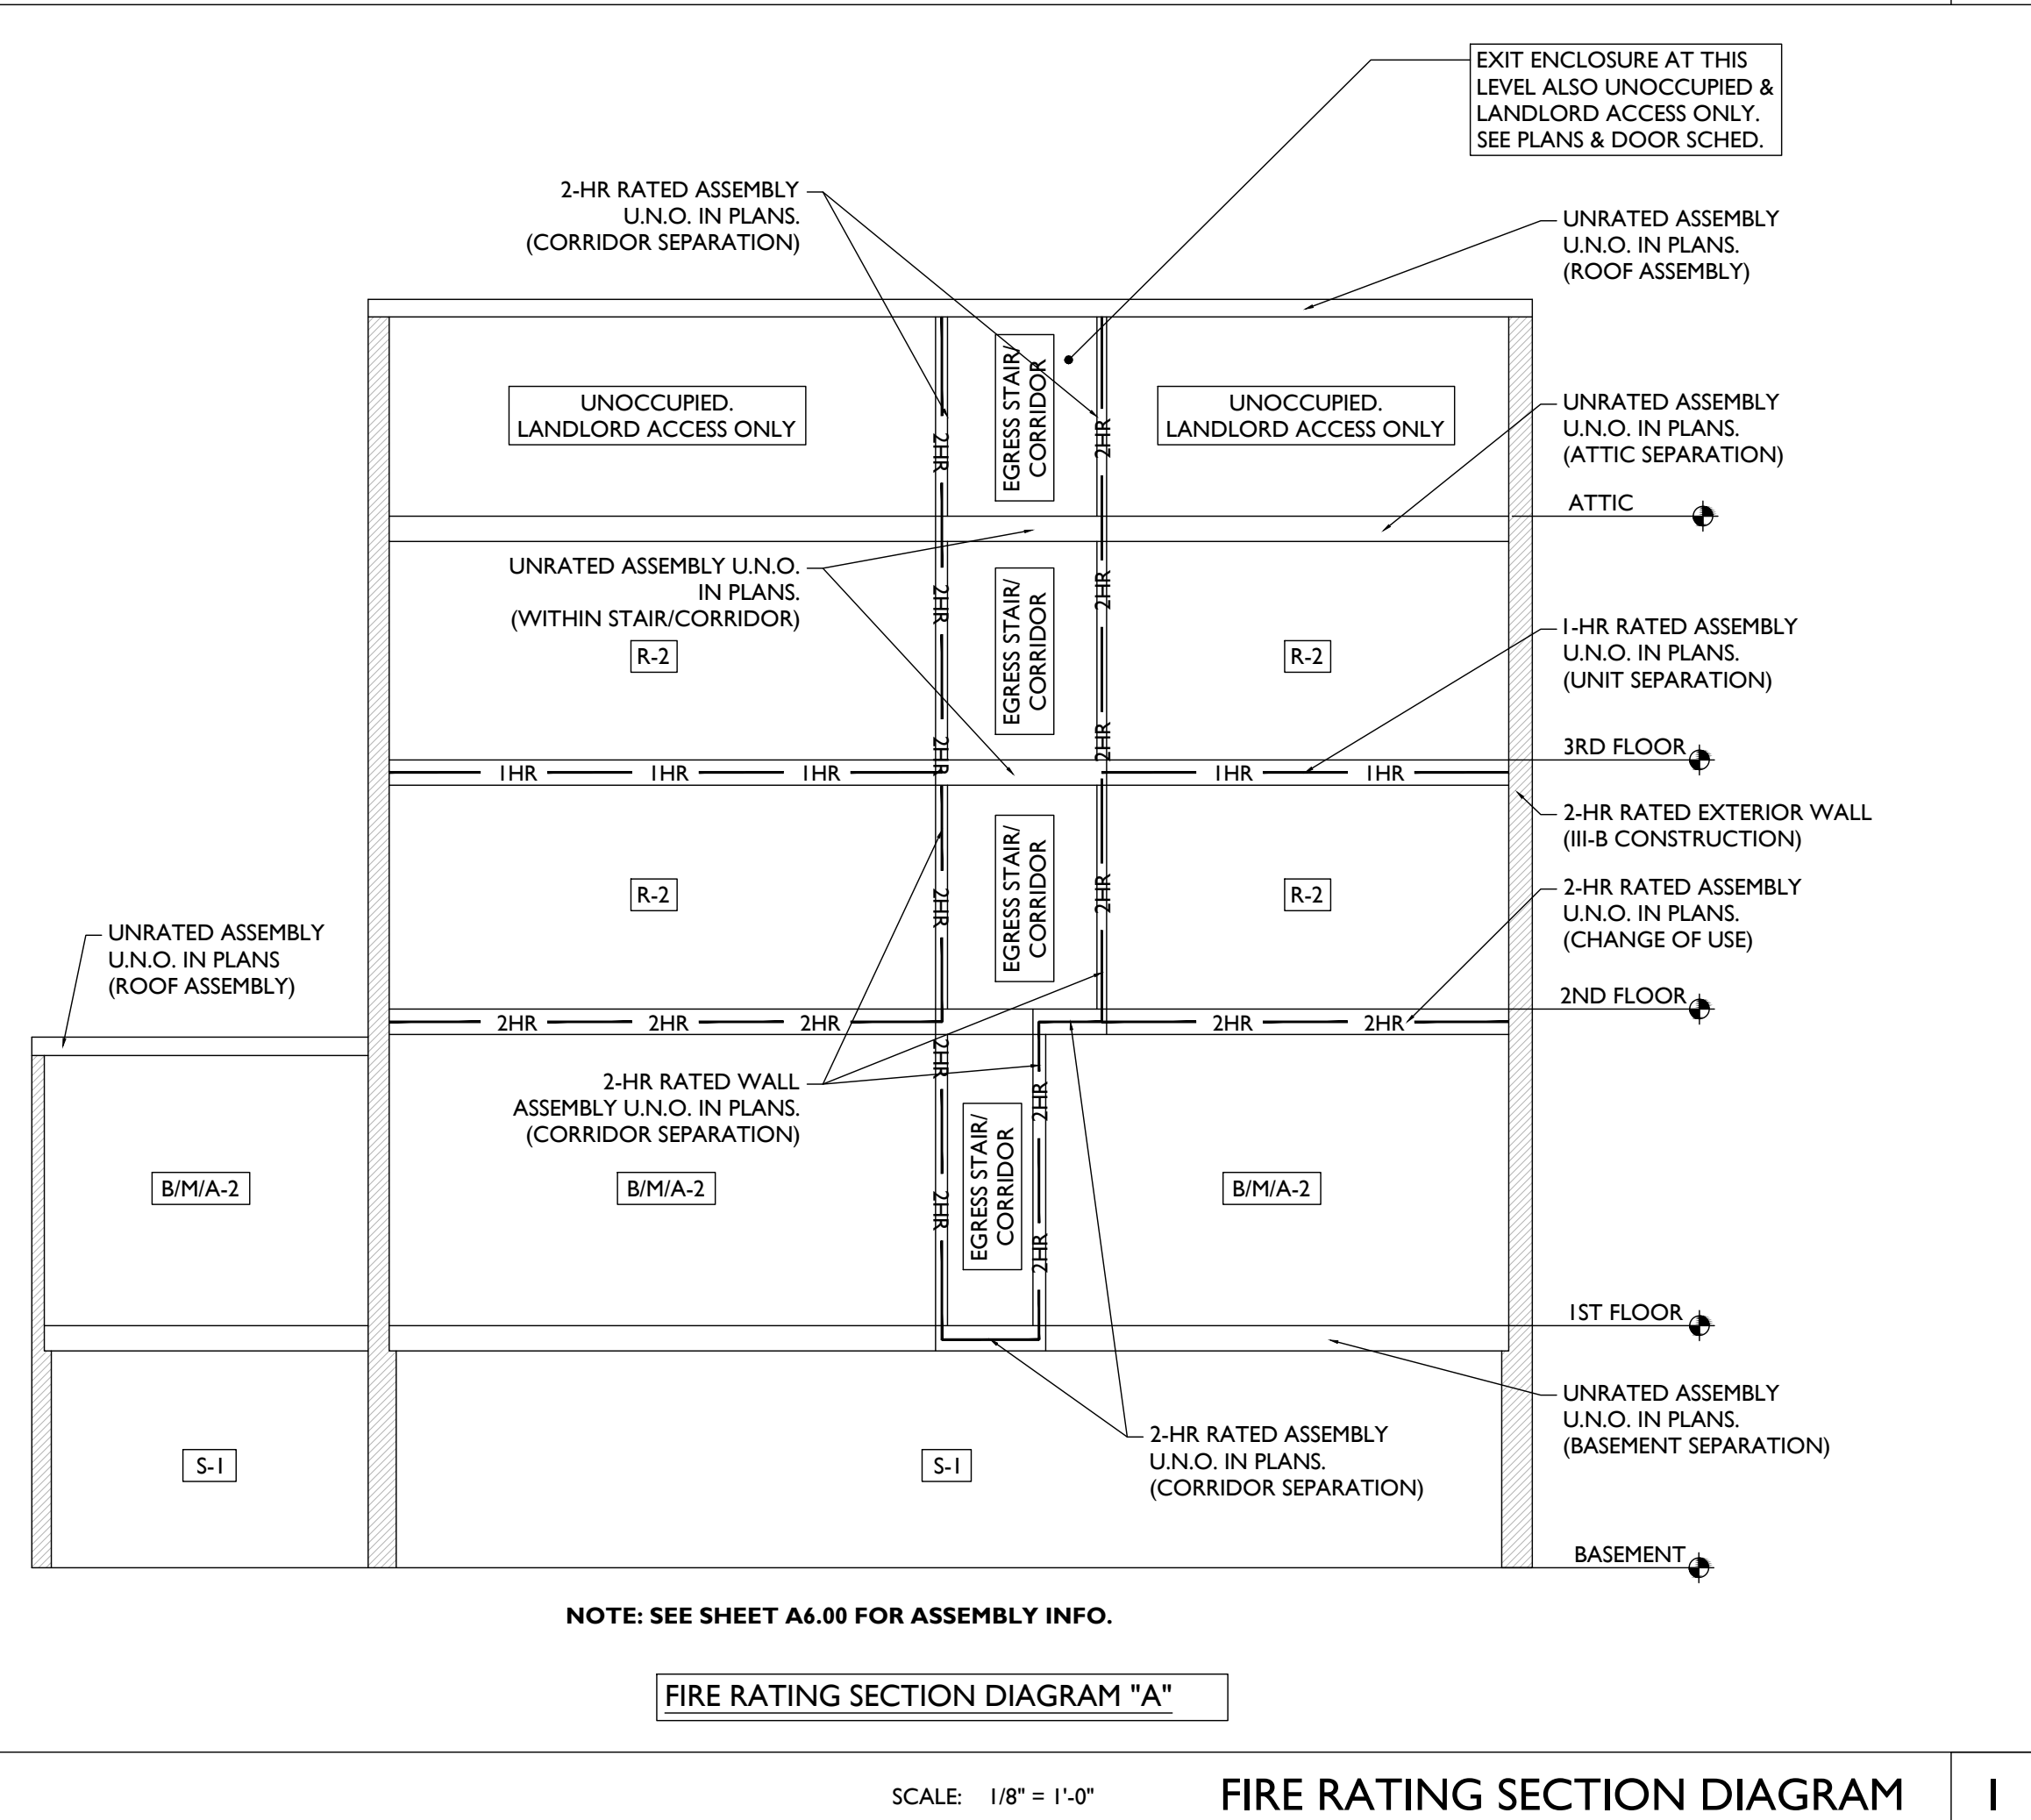 EXIT ENCLOSURE AT THIS
LEVEL ALSO UNOCCUPIED &
LANDLORD ACCESS ONLY.
SEE PLANS & DOOR SCHED.
2-HR RATED ASSEMBLY
U.N.O. IN PLANS.
(CORRIDOR SEPARATION)
UNRATED ASSEMBLY
U.N.O. IN PLANS.
(ROOF ASSEMBLY)
UNOCCUPIED.
LANDLORD ACCESS ONLY
2HR
EGRESS STAIR/
CORRIDOR
2HR
UNOCCUPIED.
LANDLORD ACCESS ONLY
UNRATED ASSEMBLY
U.N.O. IN PLANS.
(ATTIC SEPARATION)
ATTIC
UNRATED ASSEMBLY U.N.O.
IN PLANS.
(WITHIN STAIR/CORRIDOR)
R-2
2HR
EGRESS STAIR/
CORRIDOR
2HR
R-2
1-HR RATED ASSEMBLY
U.N.O. IN PLANS.
(UNIT SEPARATION)
2HR
2HR
3RD FLOOR
1HR
1HR
1HR
1HR
1HR
2-HR RATED EXTERIOR WALL
(III-B CONSTRUCTION)
R-2
2HR
EGRESS STAIR/
CORRIDOR
2HR
R-2
2-HR RATED ASSEMBLY
U.N.O. IN PLANS.
(CHANGE OF USE)
UNRATED ASSEMBLY
U.N.O. IN PLANS
(ROOF ASSEMBLY)
2ND FLOOR
2HR
2HR
2HR
2HR
2HR
2HR
2-HR RATED WALL
ASSEMBLY U.N.O. IN PLANS.
(CORRIDOR SEPARATION)
2HR
B/M/A-2
B/M/A-2
2HR
EGRESS STAIR/
CORRIDOR
2HR
B/M/A-2
1ST FLOOR
UNRATED ASSEMBLY
U.N.O. IN PLANS.
(BASEMENT SEPARATION)
2-HR RATED ASSEMBLY
U.N.O. IN PLANS.
(CORRIDOR SEPARATION)
S-1
S-1
BASEMENT
NOTE: SEE SHEET A6.00 FOR ASSEMBLY INFO.
FIRE RATING SECTION DIAGRAM "A"
SCALE: 1/8" = 1'-0"
FIRE RATING SECTION DIAGRAM
1